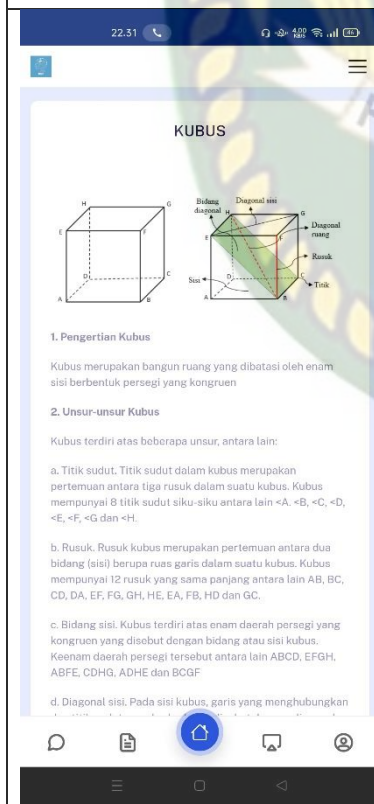 22.31
4,00
KB/S
46
KUBUS
H
G
E
F
D
C
A
B
Bidang
diagonal
Diagonal sisi
H
G
Diagonal
ruang
E
F
Rusuk
D
C
Sisi
Titik
A
B
1. Pengertian Kubus
Kubus merupakan bangun ruang yang dibatasi oleh enam
sisi berbentuk persegi yang kongruen
2. Unsur-unsur Kubus
Kubus terdiri atas beberapa unsur, antara lain:
a. Titik sudut. Titik sudut dalam kubus merupakan
pertemuan antara tiga rusuk dalam suatu kubus. Kubus
mempunyai 8 titik sudut siku-siku antara lain <A. <B, <C, <D,
<E, <F, <G dan <H.
b. Rusuk. Rusuk kubus merupakan pertemuan antara dua
bidang (sisi) berupa ruas garis dalam suatu kubus. Kubus
mempunyai 12 rusuk yang sama panjang antara lain AB, BC,
CD, DA, EF, FG, GH, HE, EA, FB, HD dan GC.
c. Bidang sisi. Kubus terdiri atas enam daerah persegi yang
kongruen yang disebut dengan bidang atau sisi kubus.
Keenam daerah persegi tersebut antara lain ABCD, EFGH,
ABFE, CDHG, ADHE dan BCGF
d. Diagonal sisi. Pada sisi kubus, garis yang menghubungkan